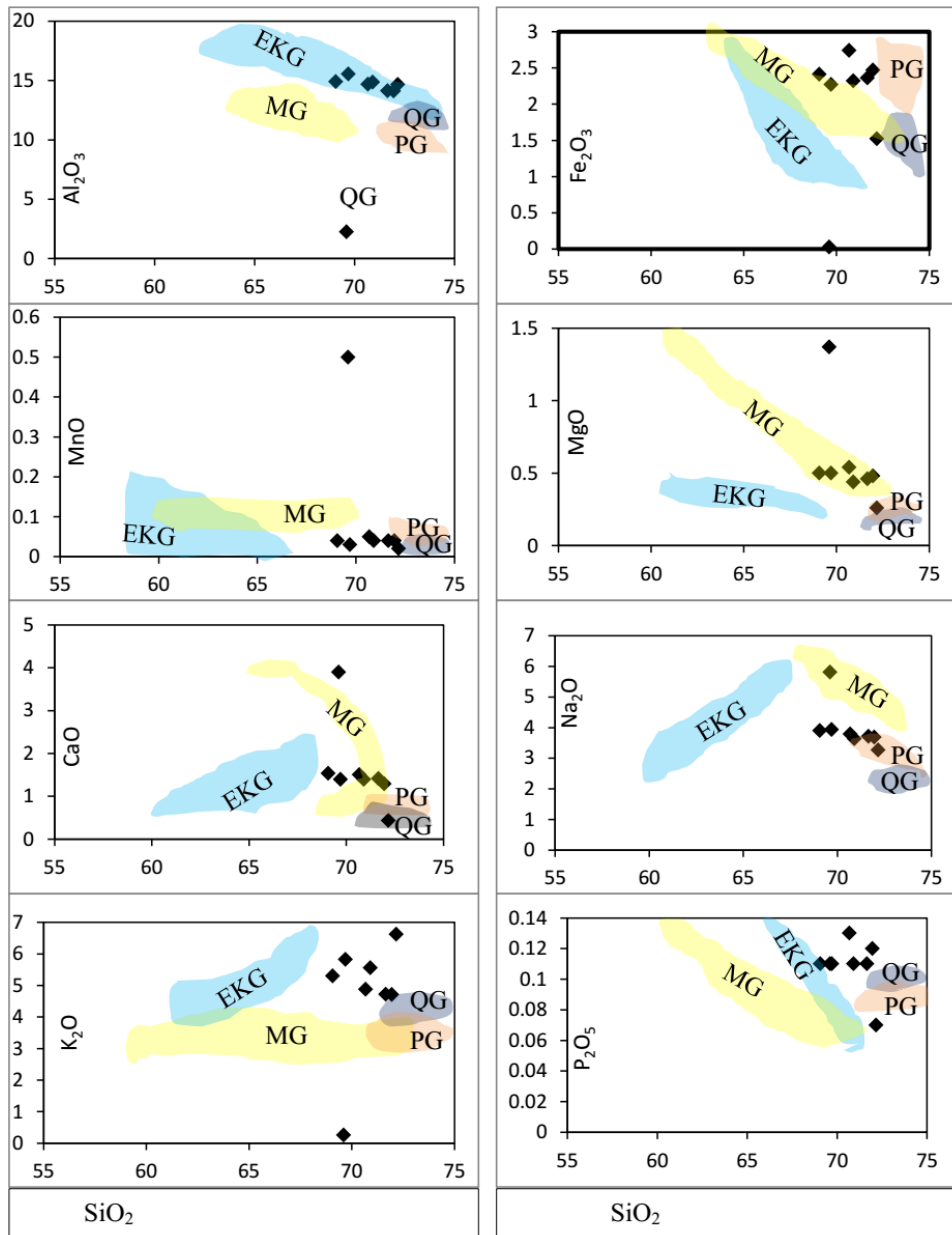 20
15
10
5
0
Al₂O₃
EKG
MG
QG
PG
QG
55 60 65 70 75
3
2.5
2
1.5
1
0.5
0
Fe₂O₃
MG
PG
EKG
QG
55 60 65 70 75
0.6
0.5
0.4
0.3
0.2
0.1
0
MnO
EKG
MG
PG
QG
55 60 65 70 75
1.5
1
0.5
0
MgO
MG
EKG
PG
QG
55 60 65 70 75
5
4
3
2
1
0
CaO
MG
EKG
PG
QG
55 60 65 70 75
7
6
5
4
3
2
1
0
Na₂O
MG
EKG
PG
QG
55 60 65 70 75
7
6
5
4
3
2
1
0
K₂O
EKG
QG
MG
PG
55 60 65 70 75
0.14
0.12
0.1
0.08
0.06
0.04
0.02
0
P₂O₅
EKG
MG
QG
PG
55 60 65 70 75
SiO₂
SiO₂